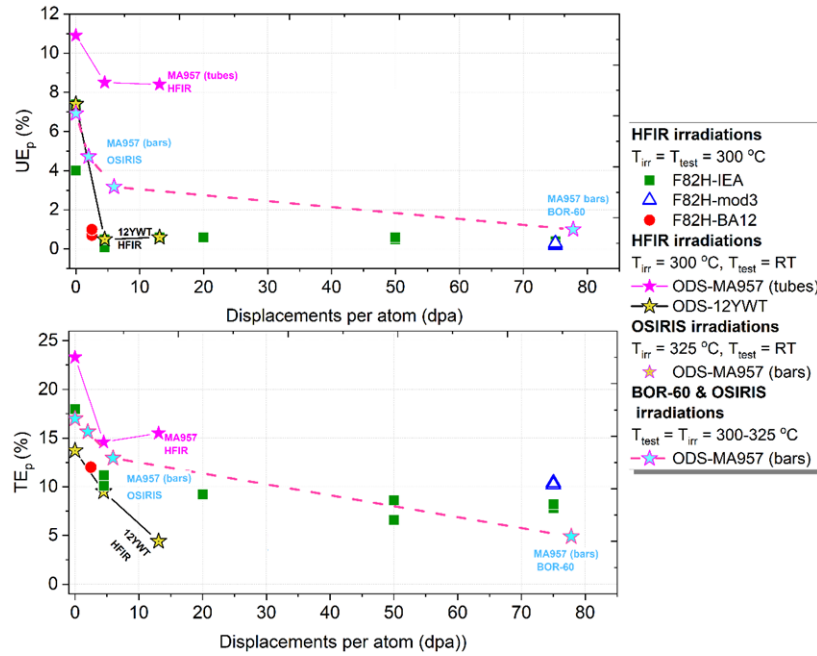 12
10
8
6
4
2
0
UEp (%)
MA957 (tubes)
HFIR
MA957 (bars)
OSIRIS
12YWT
HFIR
MA957 bars)
BOR-60
0 10 20 30 40 50 60 70 80
Displacements per atom (dpa)
25
20
15
10
5
0
TEp (%)
MA957
HFIR
MA957 (bars)
OSIRIS
12YWT
HFIR
MA957 (bars)
BOR-60
0 10 20 30 40 50 60 70 80
Displacements per atom (dpa))
HFIR irradiations
Tirr = Ttest = 300 °C
F82H-IEA
F82H-mod3
F82H-BA12
HFIR irradiations
Tirr = 300 °C, Ttest = RT
ODS-MA957 (tubes)
ODS-12YWT
OSIRIS irradiations
Tirr = 325 °C, Ttest = RT
ODS-MA957 (bars)
BOR-60 & OSIRIS
irradiations
Ttest = Tirr = 300-325 °C
ODS-MA957 (bars)